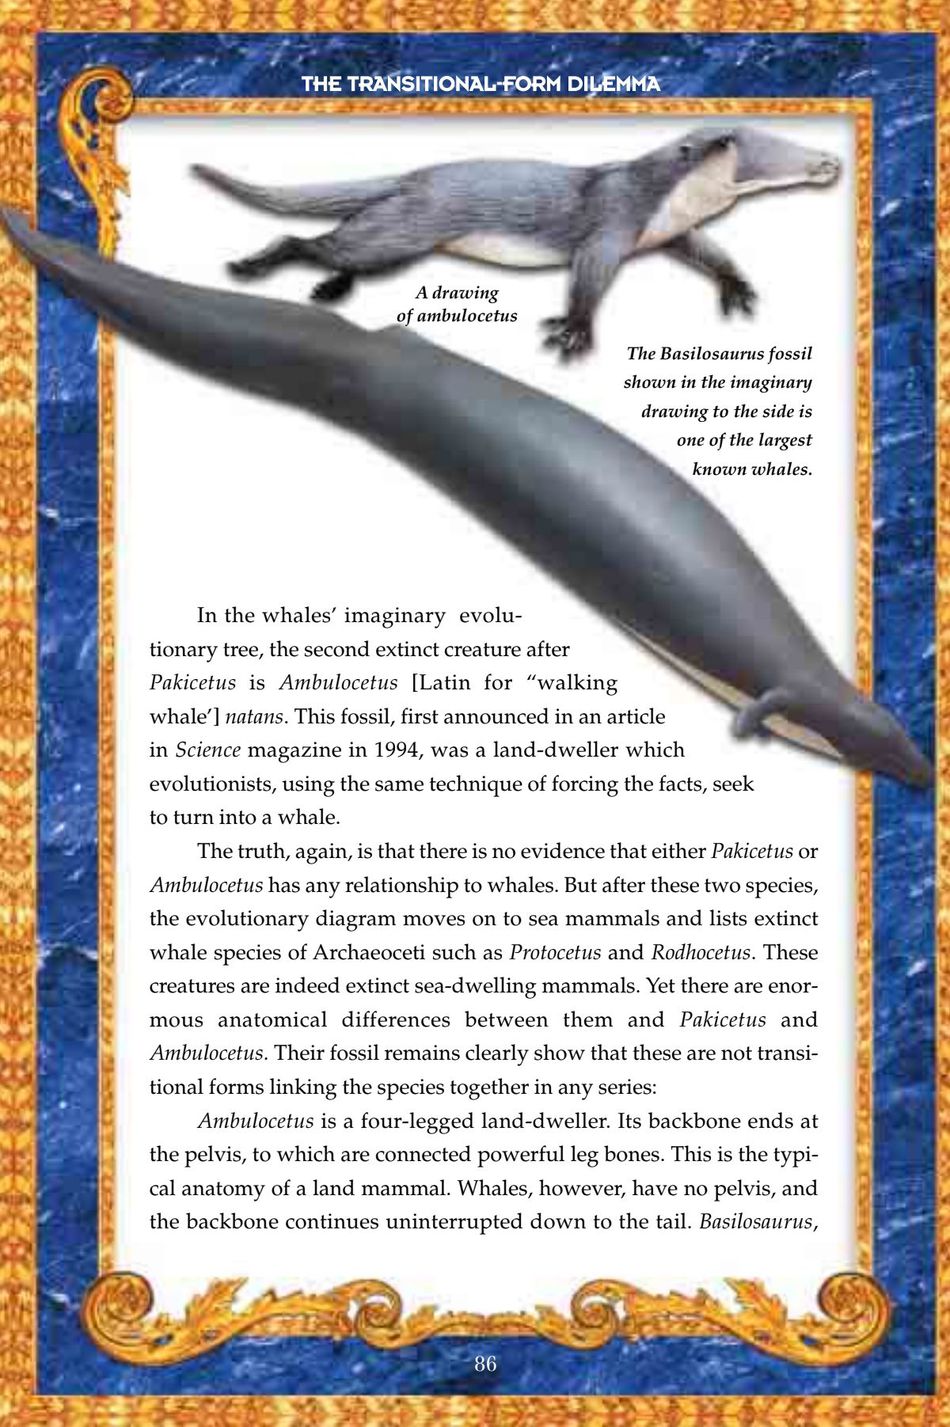 THE TRANSITIONAL-FORM DILEMMA
A drawing
of ambulocetus
The Basilosaurus fossil
shown in the imaginary
drawing to the side is
one of the largest
known whales.
In the whales’ imaginary evolu-
tionary tree, the second extinct creature after
Pakicetus is Ambulocetus [Latin for “walking
whale’] natans. This fossil, first announced in an article
in Science magazine in 1994, was a land-dweller which
evolutionists, using the same technique of forcing the facts, seek
to turn into a whale.
The truth, again, is that there is no evidence that either Pakicetus or
Ambulocetus has any relationship to whales. But after these two species,
the evolutionary diagram moves on to sea mammals and lists extinct
whale species of Archaeoceti such as Protocetus and Rodhocetus. These
creatures are indeed extinct sea-dwelling mammals. Yet there are enor-
mous anatomical differences between them and Pakicetus and
Ambulocetus. Their fossil remains clearly show that these are not transi-
tional forms linking the species together in any series:
Ambulocetus is a four-legged land-dweller. Its backbone ends at
the pelvis, to which are connected powerful leg bones. This is the typi-
cal anatomy of a land mammal. Whales, however, have no pelvis, and
the backbone continues uninterrupted down to the tail. Basilosaurus,
86